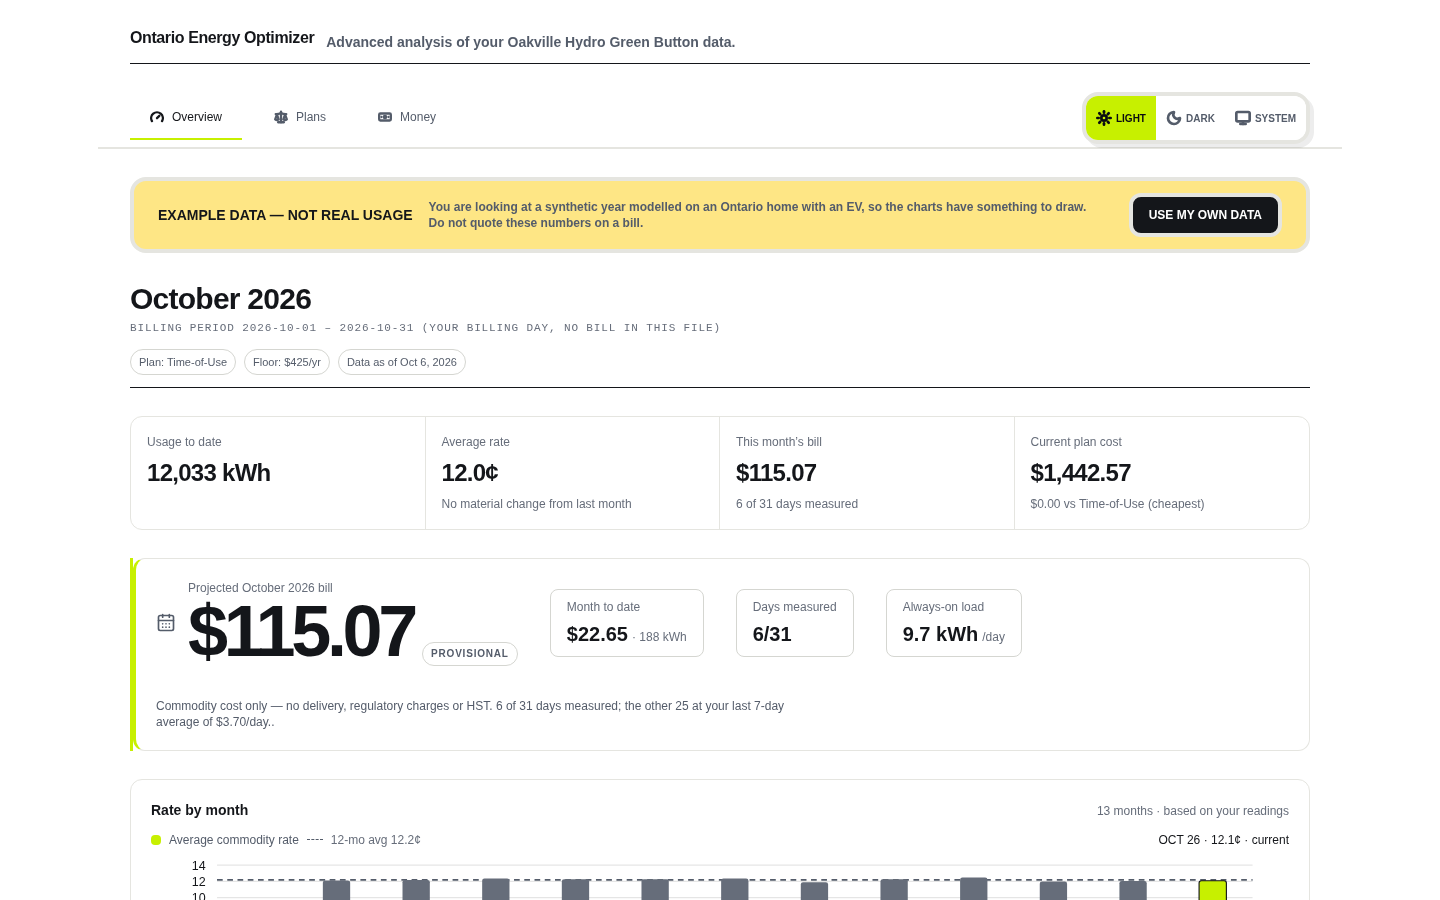 Ontario Energy Optimizer
Advanced analysis of your Oakville Hydro Green Button data.
Overview
Plans
Money
LIGHT
DARK
SYSTEM
EXAMPLE DATA — NOT REAL USAGE
You are looking at a synthetic year modelled on an Ontario home with an EV, so the charts have something to draw.
Do not quote these numbers on a bill.
USE MY OWN DATA
October 2026
BILLING PERIOD 2026-10-01 – 2026-10-31 (YOUR BILLING DAY, NO BILL IN THIS FILE)
Plan: Time-of-Use
Floor: $425/yr
Data as of Oct 6, 2026
Usage to date
12,033 kWh
Average rate
12.0¢
No material change from last month
This month's bill
$115.07
6 of 31 days measured
Current plan cost
$1,442.57
$0.00 vs Time-of-Use (cheapest)
Projected October 2026 bill
$115.07
PROVISIONAL
Month to date
$22.65 · 188 kWh
Days measured
6/31
Always-on load
9.7 kWh /day
Commodity cost only — no delivery, regulatory charges or HST. 6 of 31 days measured; the other 25 at your last 7-day
average of $3.70/day..
Rate by month
13 months · based on your readings
Average commodity rate
12-mo avg 12.2¢
OCT 26 · 12.1¢ · current
14
12
10